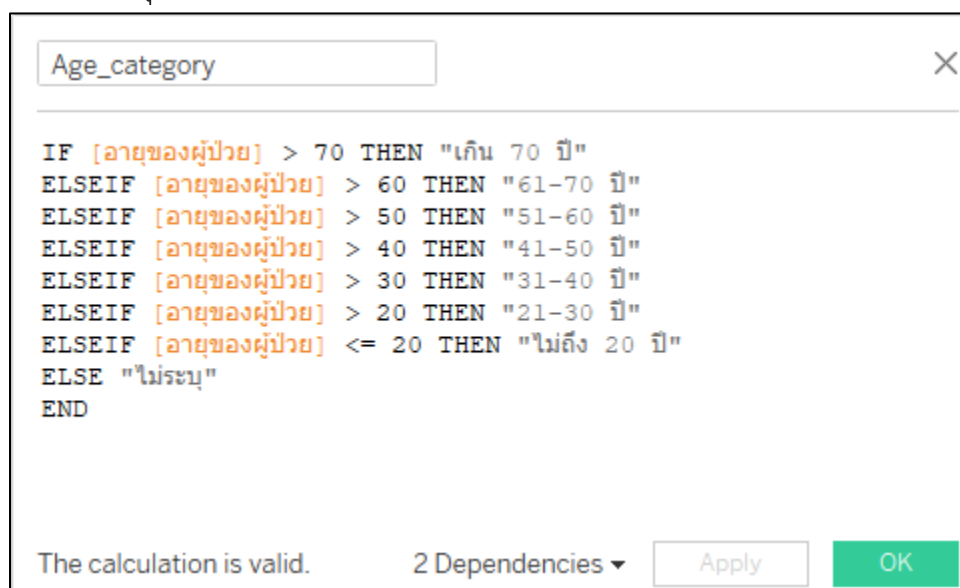 Age_category
IF [อายุของผู้ป่วย] > 70 THEN "เกิน 70 ปี"
ELSEIF [อายุของผู้ป่วย] > 60 THEN "61-70 ปี"
ELSEIF [อายุของผู้ป่วย] > 50 THEN "51-60 ปี"
ELSEIF [อายุของผู้ป่วย] > 40 THEN "41-50 ปี"
ELSEIF [อายุของผู้ป่วย] > 30 THEN "31-40 ปี"
ELSEIF [อายุของผู้ป่วย] > 20 THEN "21-30 ปี"
ELSEIF [อายุของผู้ป่วย] <= 20 THEN "ไม่ถึง 20 ปี"
ELSE "ไม่ระบุ"
END
The calculation is valid. 2 Dependencies Apply OK